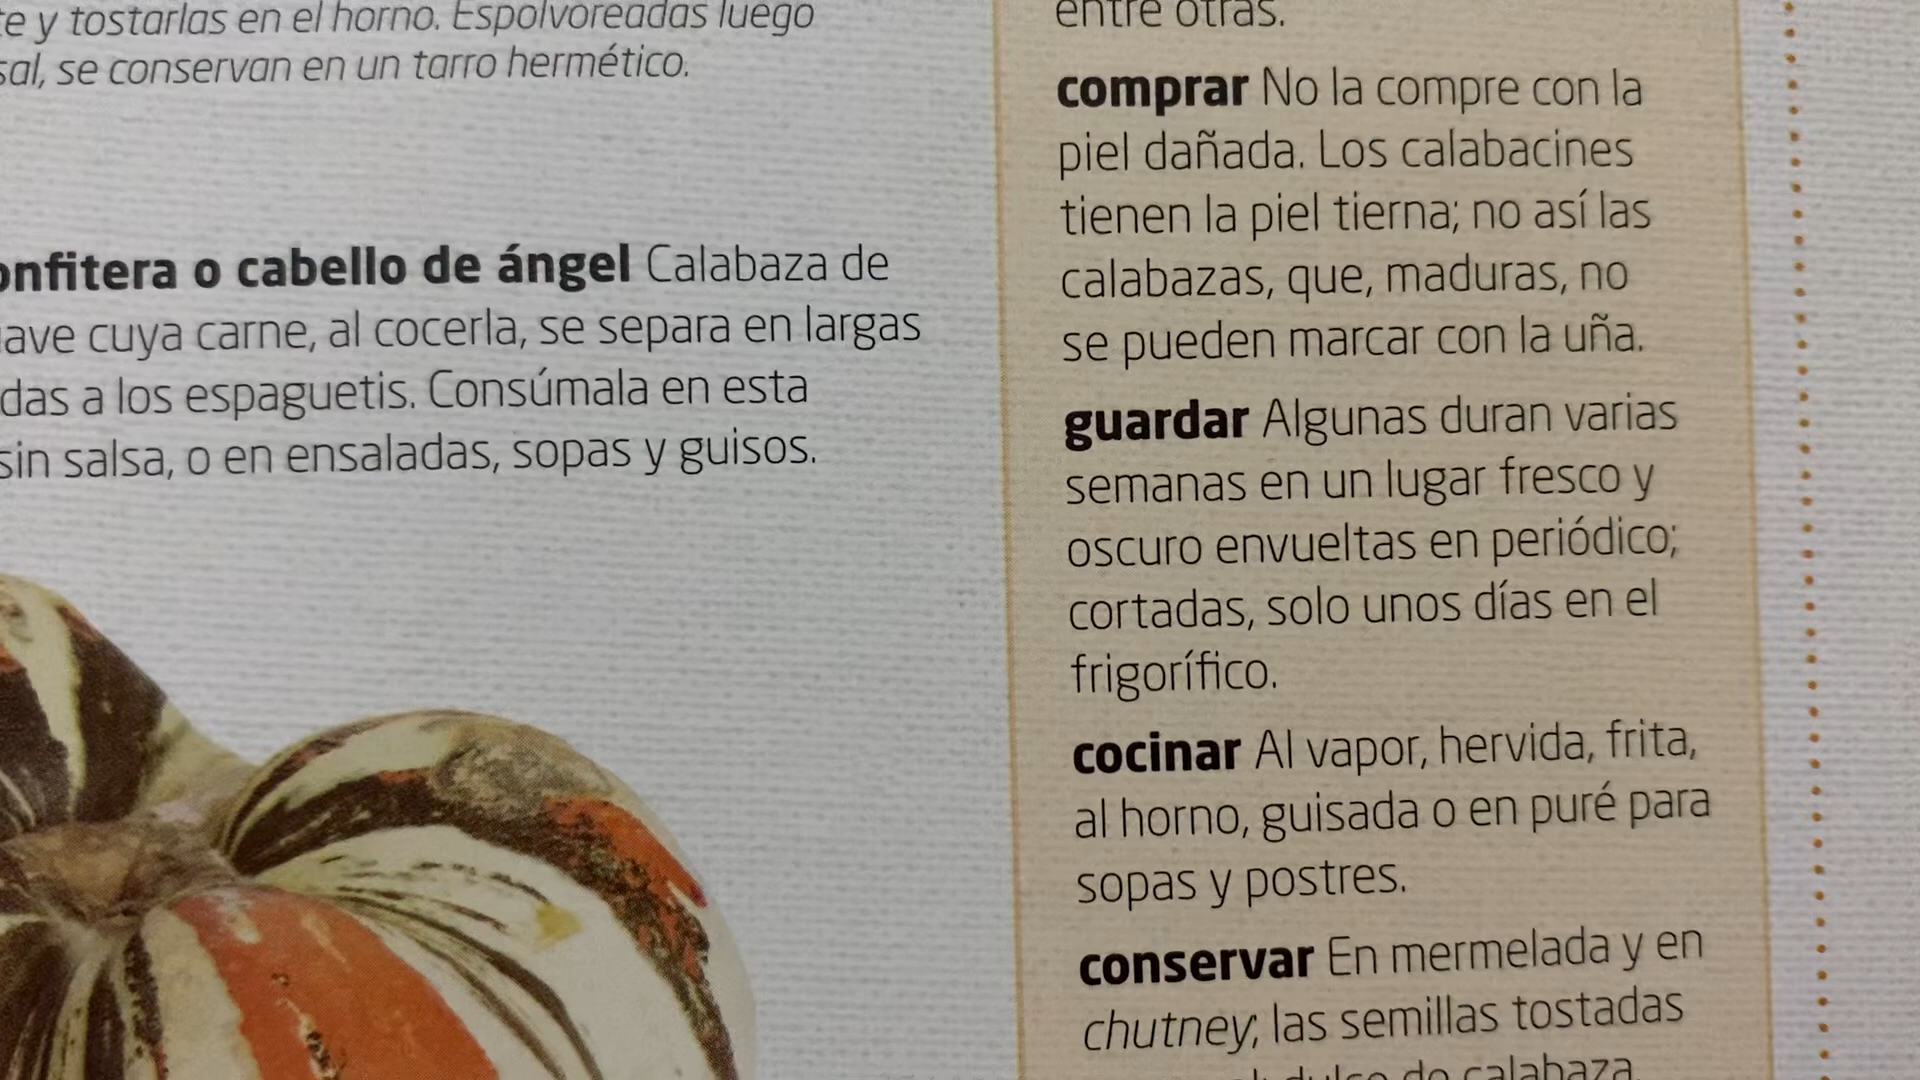 y tostarlas en el horno. Espolvoreadas luego
sal, se conservan en un tarro hermético.
o cabello de ángel Calabaza de
cuya carne, al cocerla, se separa en largas
a los espaguetis. Consúmala en esta
sin salsa, o en ensaladas, sopas y guisos.
entre otras.
comprar No la compre con la
piel dañada. Los calabacines
tienen la piel tierna; no así las
calabazas, que, maduras, no
se pueden marcar con la uña.
guardar Algunas duran varias
semanas en un lugar fresco y
oscuro envueltas en periódico;
cortadas, solo unos días en el
frigorífico.
cocinar Al vapor, hervida, frita,
al horno, guisada o en puré para
sopas y postres.
conservar En mermelada y en
chutney; las semillas tostadas
dulce de calabaza.